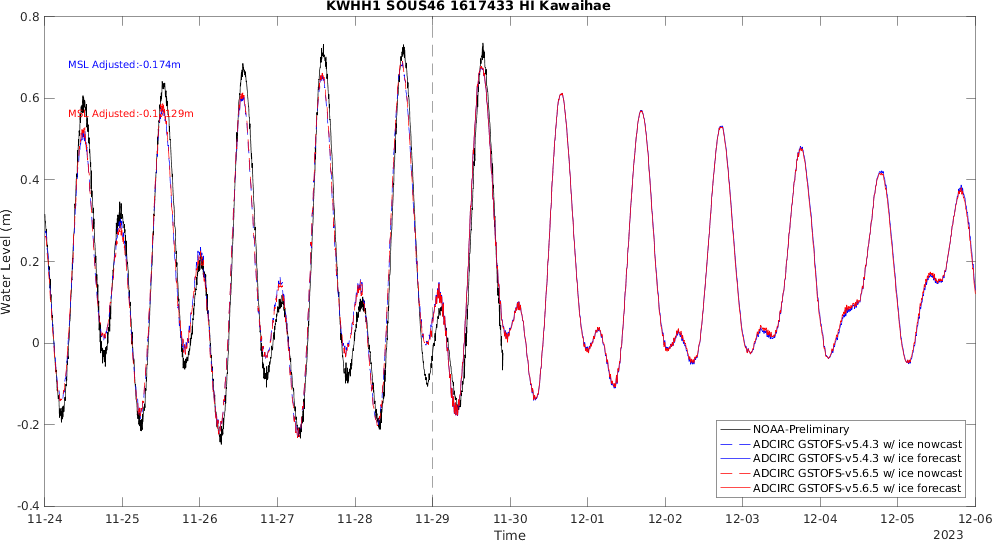 KWHH1 SOUS46 1617433 HI Kawaihae
Water Level (m)
0.8
0.6
0.4
0.2
0
-0.2
-0.4
MSL Adjusted:-0.174m
MSL
NOAA-Preliminary
ADCIRC GSTOFS-v5.4.3 w/ ice nowcast
ADCIRC GSTOFS-v5.4.3 w/ ice forecast
ADCIRC GSTOFS-v5.6.5 w/ ice nowcast
ADCIRC GSTOFS-v5.6.5 w/ ice forecast
11-24 11-25 11-26 11-27 11-28 11-29 11-30 12-01 12-02 12-03 12-04 12-05 12-06
Time
2023